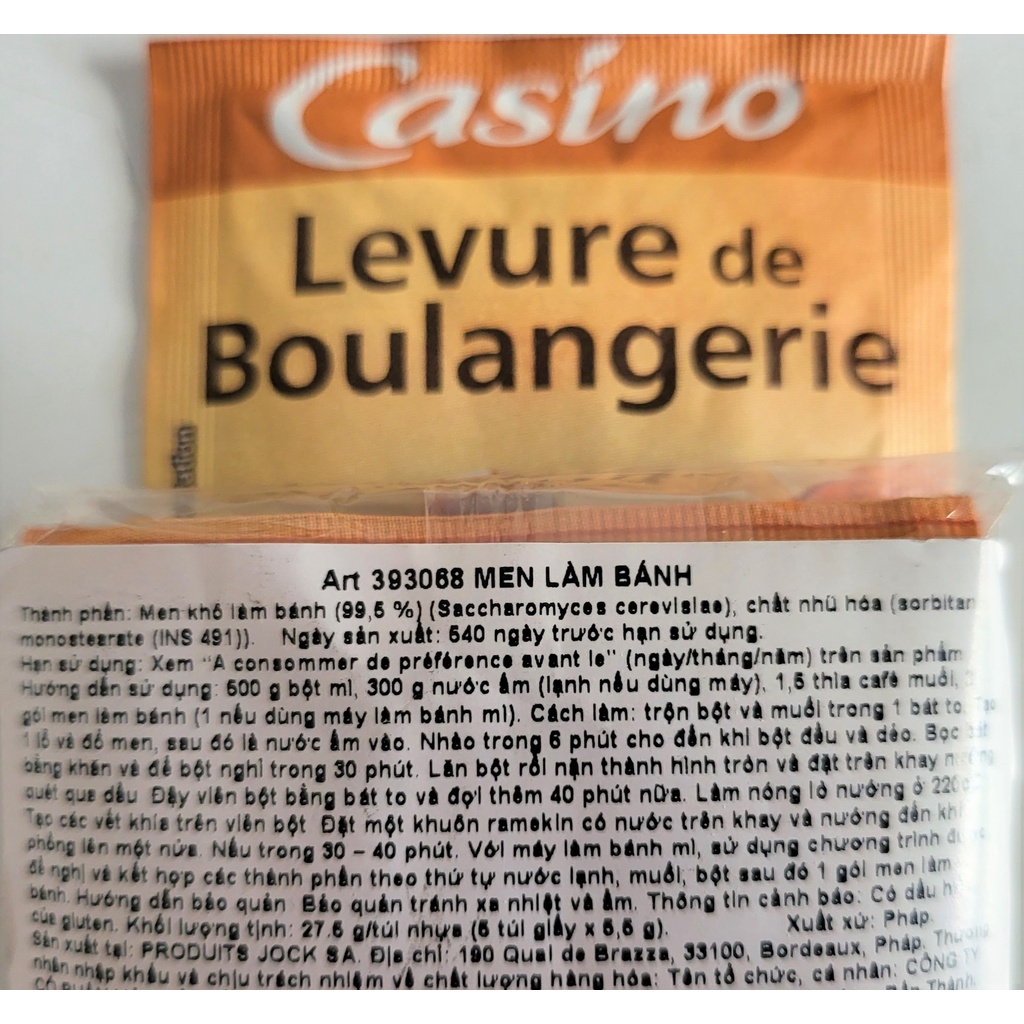 Casino
Levure de
Boulangerie
Art 393068 MEN LÀM BÁNH
Thành phần: Men khô làm bánh (99,5 %) (Saccharomyces cerevisiae), chất nhũ hóa (sorbitan
monostearate (INS 491)). Ngày sản xuất: 540 ngày trước hạn sử dụng.
Hạn sử dụng: Xem "A consommer de préférence avant le" (ngày/tháng/năm) trên sản phẩm
Hướng dẫn sử dụng: 500 g bột mì, 300 g nước ấm (lạnh nếu dùng máy), 1,5 thìa café muối,
gói men làm bánh (1 nếu dùng máy làm bánh mì). Cách làm: trộn bột và muối trong 1 bát to. Tạo
1 lỗ và đổ men, sau đó là nước ấm vào. Nhào trong 6 phút cho đến khi bột đều và dẻo. Bọc bát
bằng khăn và để bột nghỉ trong 30 phút. Lăn bột rồi nặn thành hình tròn và đặt trên khay nướng
quét qua dầu Đậy viên bột bằng bát to và đợi thêm 40 phút nữa. Làm nóng lò nướng ở 220
Tạo các vết khía trên viên bột Đặt một khuôn ramekin có nước trên khay và nướng đến khi
phồng lên một nửa. Nấu trong 30 – 40 phút. Với máy làm bánh mì, sử dụng chương trình được
đề nghị và kết hợp các thành phần theo thứ tự nước lạnh, muối, bột sau đó 1 gói men làm
bánh. Hướng dẫn bảo quản Bảo quản tránh xa nhiệt và ẩm. Thông tin cảnh báo: Có dấu
của gluten. Khối lượng tịnh: 27.5 g/túi nhựa (5 túi giấy x 5,5 g). Xuất xứ: Pháp.
Sản xuất tại: PRODUITS JOCK SA. Địa chỉ: 190 Quai de Brazza, 33100, Bordeaux, Pháp, Thương
nhân nhập khẩu và chịu trách nhiệm về chất lượng hàng hóa: Tên tổ chức, cá nhân: CÔNG TY